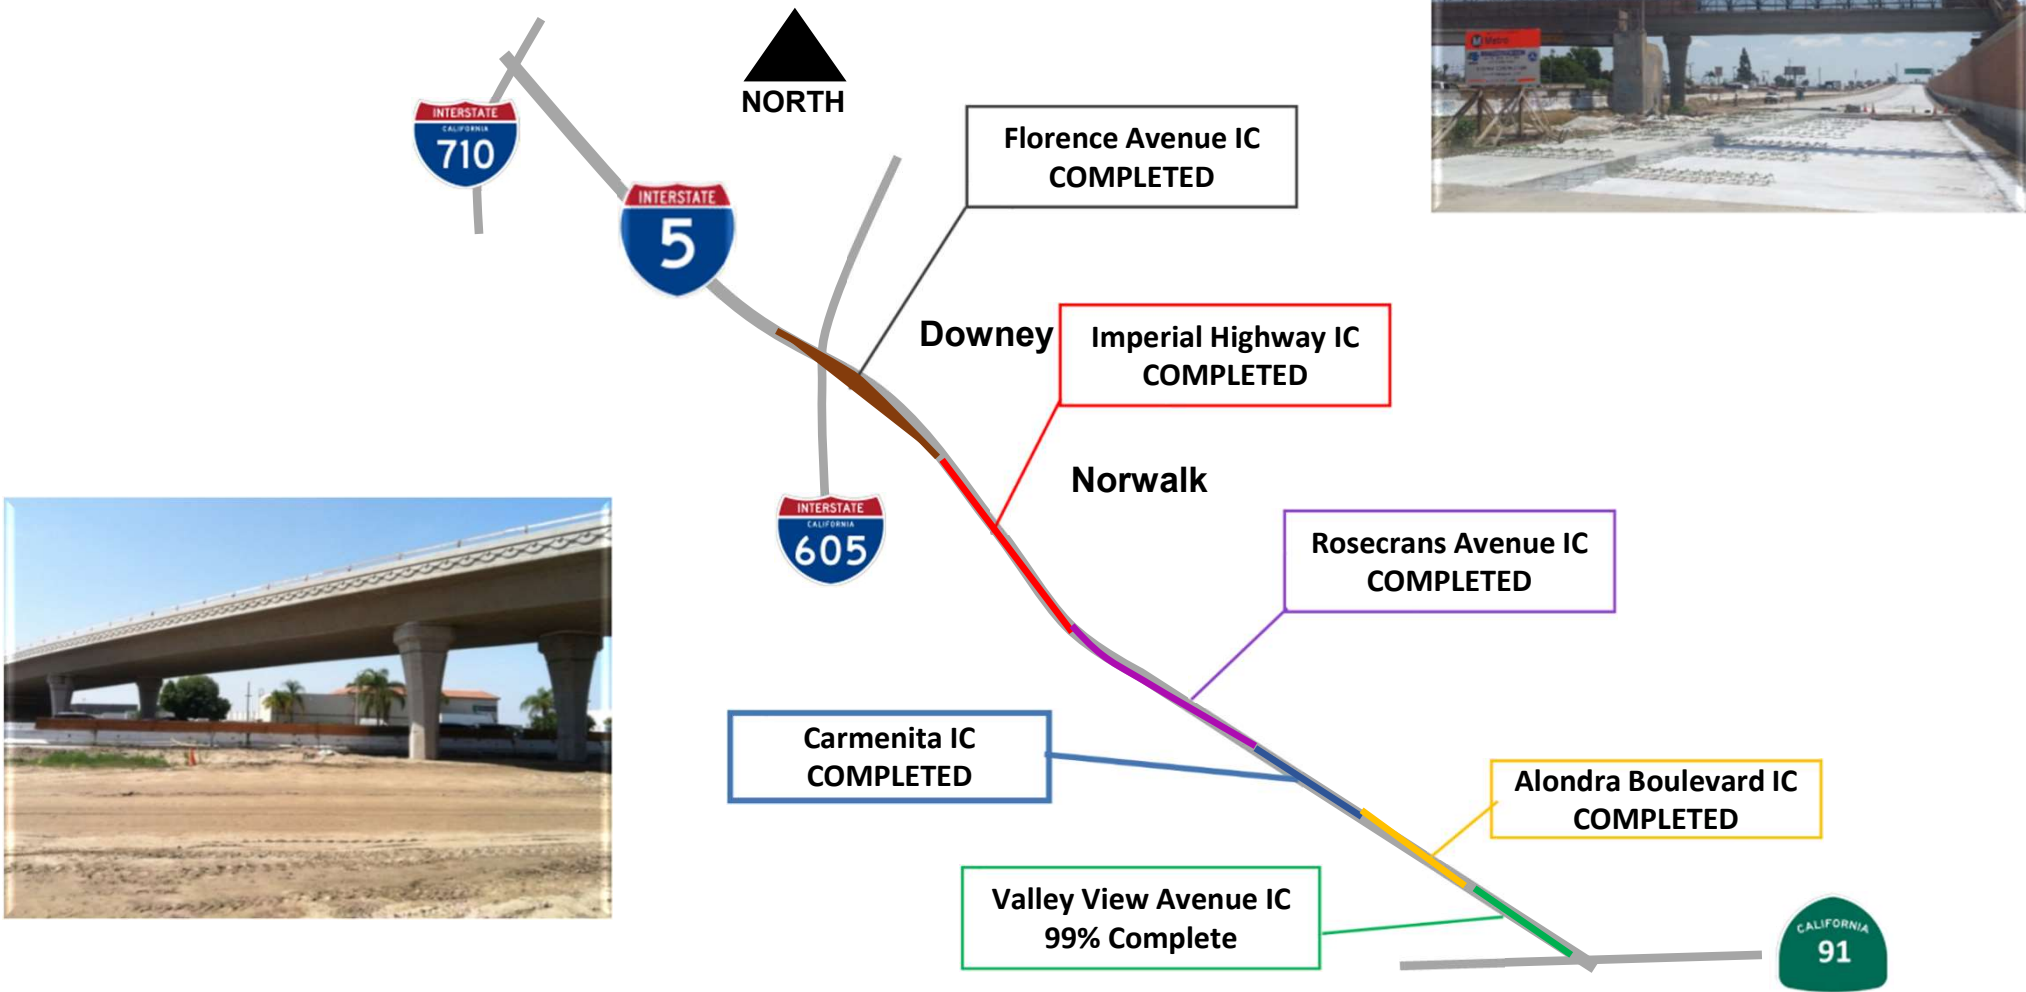 NORTH
INTERSTATE
CALIFORNIA
710
INTERSTATE
5
Metro
Florence Avenue IC
COMPLETED
Downey
Imperial Highway IC
COMPLETED
Norwalk
INTERSTATE
CALIFORNIA
605
Rosecrans Avenue IC
COMPLETED
Carmenita IC
COMPLETED
Alondra Boulevard IC
COMPLETED
Valley View Avenue IC
99% Complete
CALIFORNIA
91